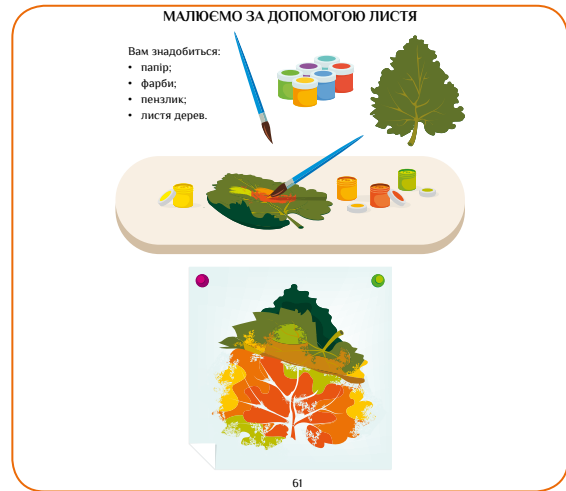 МАЛЮЄМО ЗА ДОПОМОГОЮ ЛИСТЯ
Вам знадобиться:
• папір;
• фарби;
• пензлик;
• листя дерев.
61